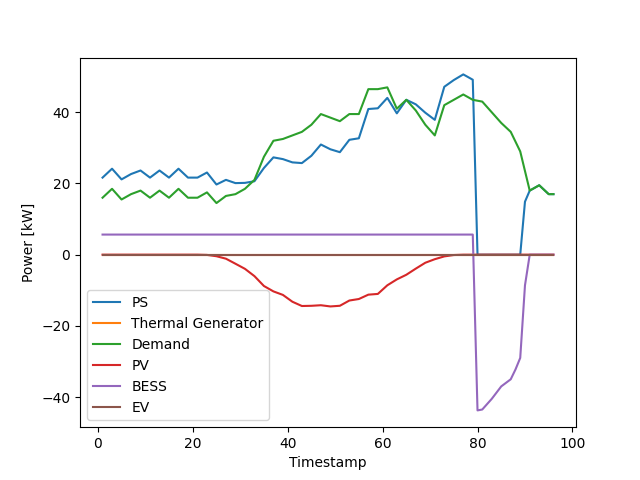 Power [kW]
40
20
0
−20
−40
PS
Thermal Generator
Demand
PV
BESS
EV
0 20 40 60 80 100
Timestamp